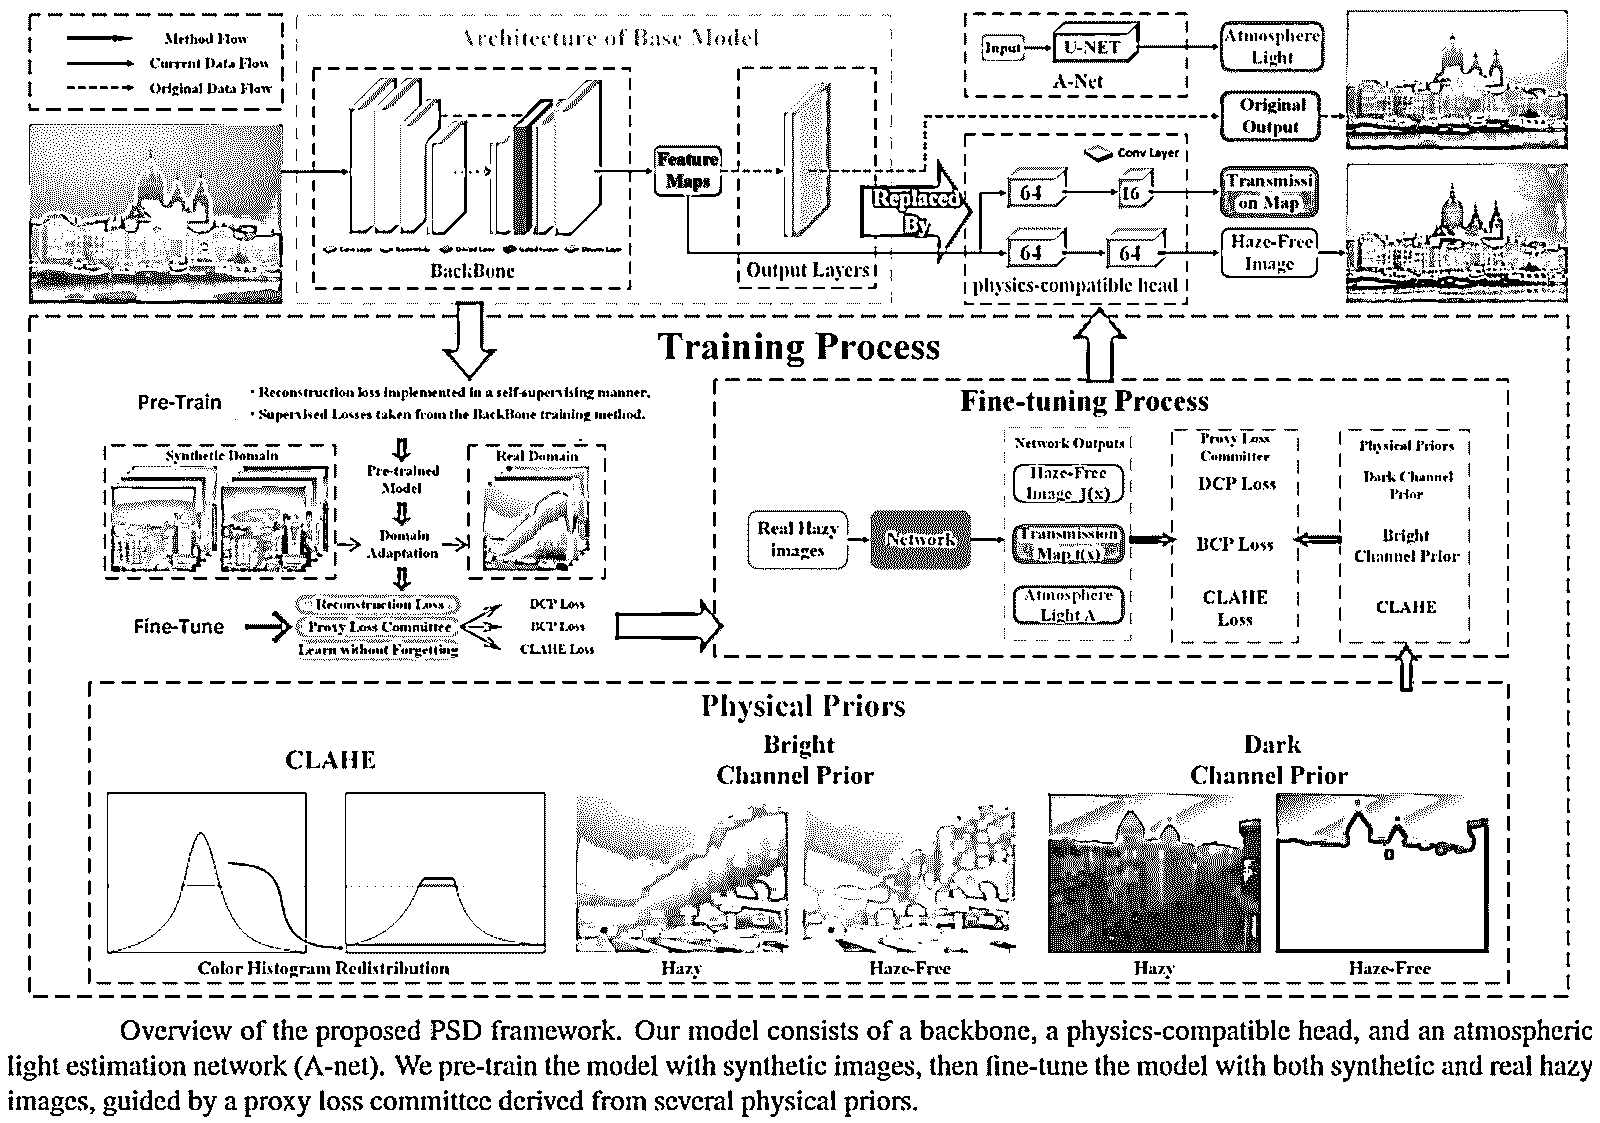 Method Flow
Current Data Flow
Original Data Flow
Architecture of Base Model
BackBone
Feature
Maps
Output Layers
Replaced
By
Input
U-NET
A-Net
Atmosphere
Light
Original
Output
Conv Layer
64
16
Transmissi
on Map
64
64
Haze-Free
Image
physics-compatible head
Training Process
Pre-Train
· Reconstruction loss implemented in a self-supervising manner.
· Supervised Losses taken from the BackBone training method.
Synthetic Domain
Pre-trained
Model
Domain
Adaptation
Real Domain
Fine-Tune
Reconstruction Loss
Proxy Loss Committee
Learn without Forgetting
DCP Loss
BCP Loss
CLAHE Loss
Fine-tuning Process
Real Hazy
images
Network
Network Outputs
Haze-Free
Image J(x)
Transmission
Map t(x)
Atmosphere
Light A
Proxy Loss
Committee
DCP Loss
BCP Loss
CLAHE
Loss
Physical Priors
Dark Channel
Prior
Bright
Channel Prior
CLAHE
Physical Priors
CLAHE
Color Histogram Redistribution
Bright
Channel Prior
Hazy
Haze-Free
Dark
Channel Prior
Hazy
Haze-Free
Overview of the proposed PSD framework. Our model consists of a backbone, a physics-compatible head, and an atmospheric
light estimation network (A-net). We pre-train the model with synthetic images, then fine-tune the model with both synthetic and real hazy
images, guided by a proxy loss committee derived from several physical priors.